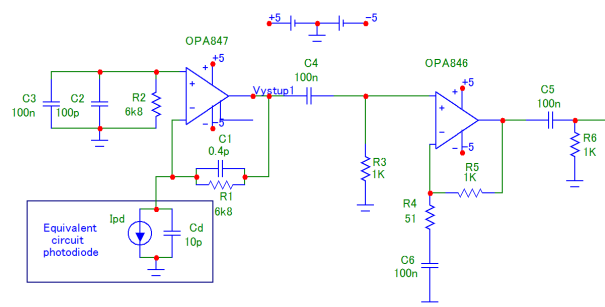 +5
-5
OPA847
+5
Vystup1
C4
100n
OPA846
+5
C5
100n
C3
100n
C2
100p
R2
6k8
+
-
-5
C1
0.4p
R1
6k8
R3
1K
+
-
-5
R5
1K
R6
1K
R4
51
C6
100n
Equivalent
circuit
photodiode
Ipd
Cd
10p